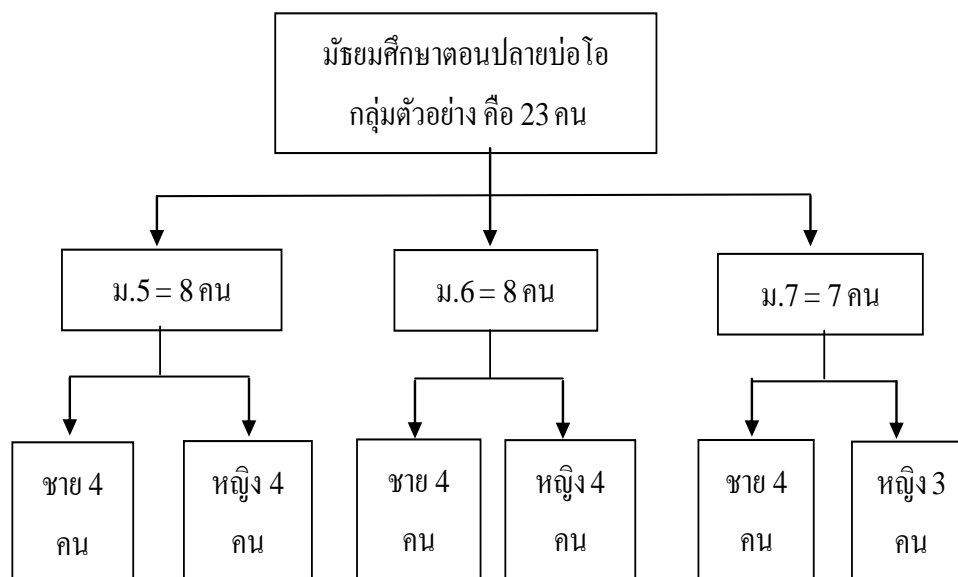 มัธยมศึกษาตอนปลายบ่อโอ
กลุ่มตัวอย่าง คือ 23 คน
ม.5 = 8 คน
ม.6 = 8 คน
ม.7 = 7 คน
ชาย 4
คน
หญิง 4
คน
ชาย 4
คน
หญิง 4
คน
ชาย 4
คน
หญิง 3
คน